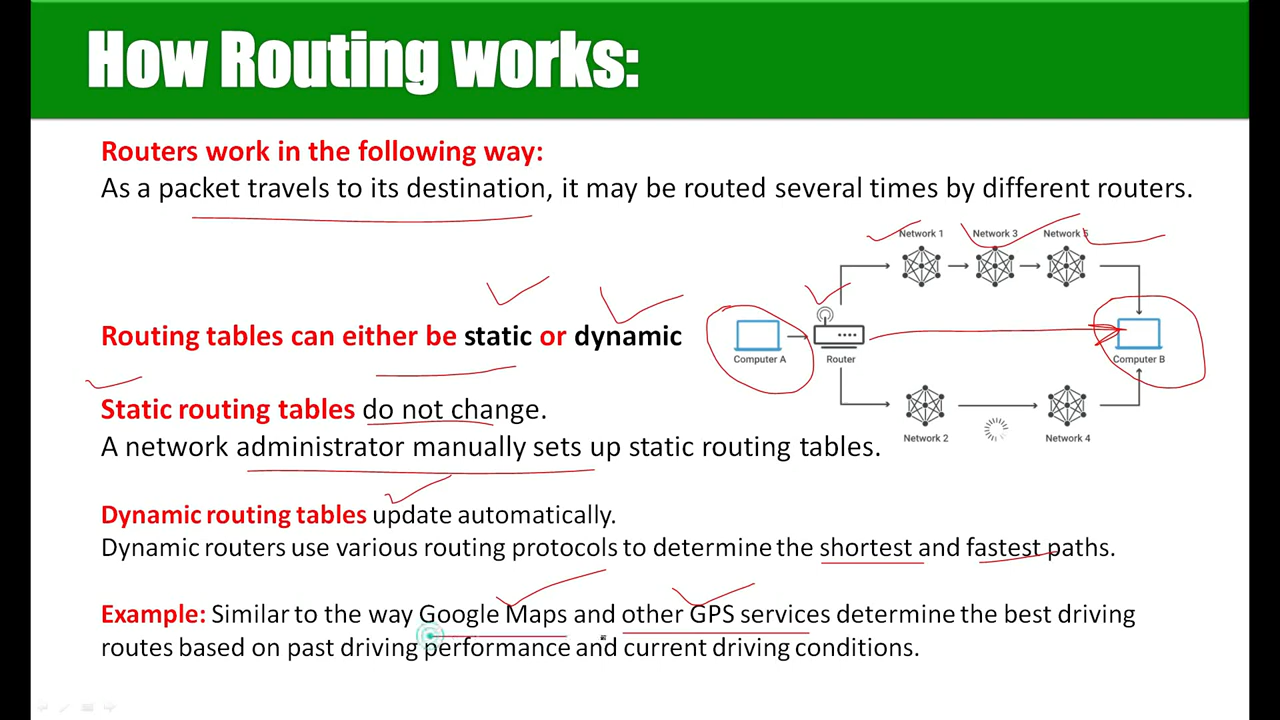 How Routing works:
Routers work in the following way:
As a packet travels to its destination, it may be routed several times by different routers.
Network 1
Network 3
Network 5
Routing tables can either be static or dynamic
Computer A
Router
Computer B
Static routing tables do not change.
A network administrator manually sets up static routing tables.
Network 2
Network 4
Dynamic routing tables update automatically.
Dynamic routers use various routing protocols to determine the shortest and fastest paths.
Example: Similar to the way Google Maps and other GPS services determine the best driving
routes based on past driving performance and current driving conditions.